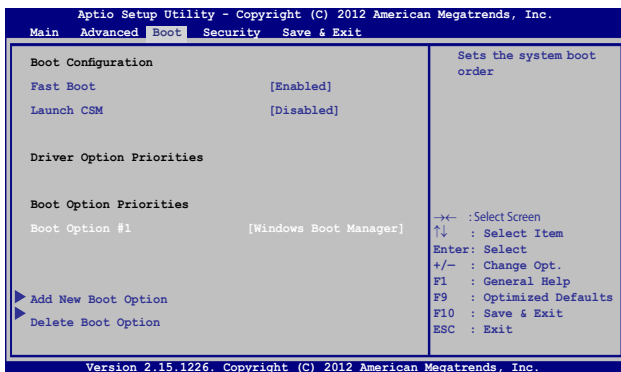 Aptio Setup Utility - Copyright (C) 2012 American Megatrends, Inc.
Main Advanced Boot Security Save & Exit
Boot Configuration
Fast Boot [Enabled]
Launch CSM [Disabled]
Driver Option Priorities
Boot Option Priorities
Boot Option #1 [Windows Boot Manager]
Add New Boot Option
Delete Boot Option
Sets the system boot
order
→← : Select Screen
↑↓ : Select Item
Enter: Select
+/— : Change Opt.
F1 : General Help
F9 : Optimized Defaults
F10 : Save & Exit
ESC : Exit
Version 2.15.1226. Copyright (C) 2012 American Megatrends, Inc.